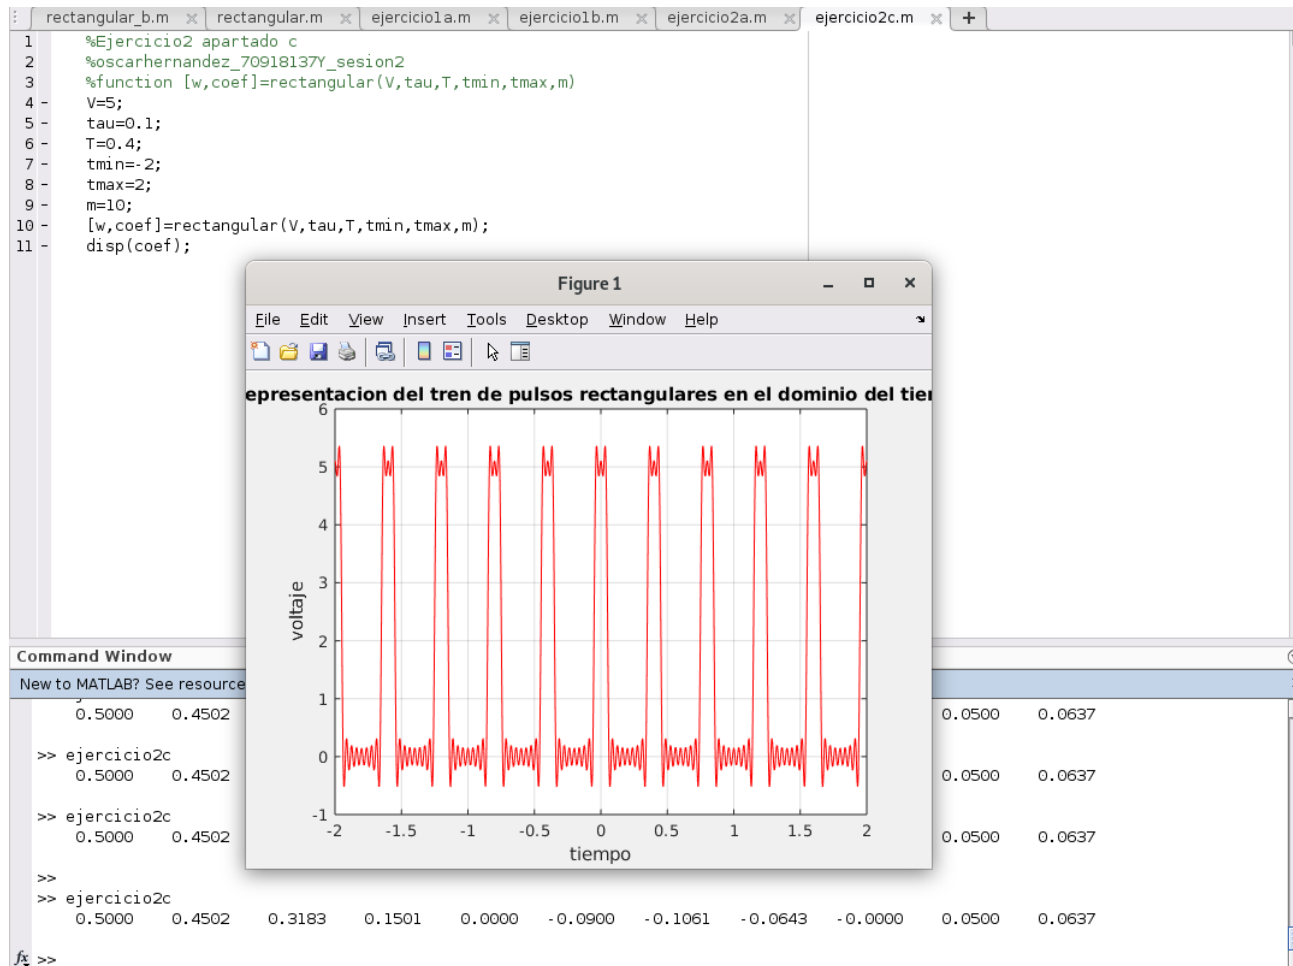 rectangular_b.m rectangular.m ejercicio1a.m ejercicio1b.m ejercicio2a.m ejercicio2c.m +
1 %Ejercicio2 apartado c
2 %oscarhernandez_70918137Y_sesion2
3 %function [w,coef]=rectangular(V,tau,T,tmin,tmax,m)
4 - V=5;
5 - tau=0.1;
6 - T=0.4;
7 - tmin=-2;
8 - tmax=2;
9 - m=10;
10 - [w,coef]=rectangular(V,tau,T,tmin,tmax,m);
11 - disp(coef);
Figure 1
File Edit View Insert Tools Desktop Window Help
epresentacion del tren de pulsos rectangulares en el dominio del tie
6
5
4
3
2
1
0
-1
voltaje
-2 -1.5 -1 -0.5 0 0.5 1 1.5 2
tiempo
Command Window
New to MATLAB? See resource
0.5000 0.4502 0.0500 0.0637
>> ejercicio2c
0.5000 0.4502 0.0500 0.0637
>> ejercicio2c
0.5000 0.4502 0.0500 0.0637
>>
>> ejercicio2c
0.5000 0.4502 0.3183 0.1501 0.0000 -0.0900 -0.1061 -0.0643 -0.0000 0.0500 0.0637
fx >>